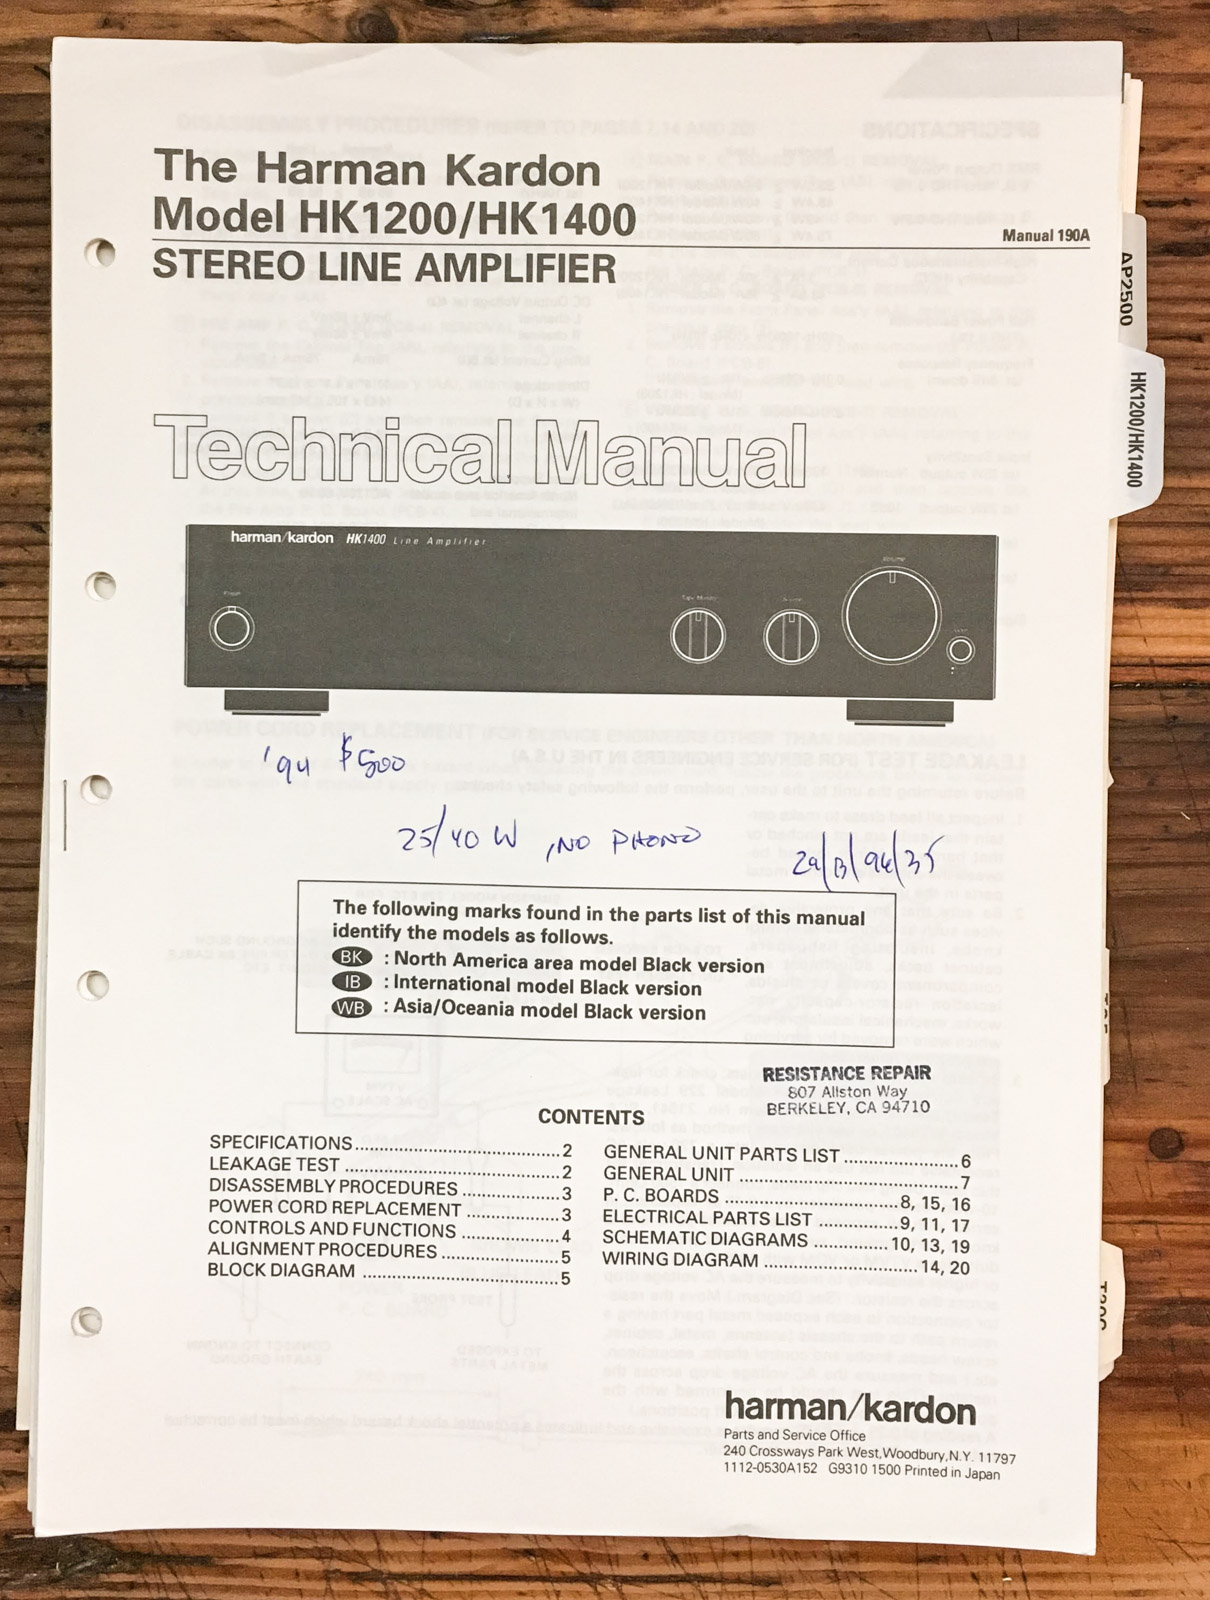 The Harman Kardon
Model HK1200/HK1400
Manual 190A
STEREO LINE AMPLIFIER
AP2500
HK1200/HK1400
Technical Manual
harman/kardon HK1400 Line Amplifier
Power
Volume
'94 $500
25/40 W , NO PHONO
The following marks found in the parts list of this manual
identify the models as follows.
BK : North America area model Black version
IB : International model Black version
WB : Asia/Oceania model Black version
RESISTANCE REPAIR
807 Allston Way
BERKELEY, CA 94710
CONTENTS
SPECIFICATIONS 2
LEAKAGE TEST 2
DISASSEMBLY PROCEDURES 3
POWER CORD REPLACEMENT 3
CONTROLS AND FUNCTIONS 4
ALIGNMENT PROCEDURES 5
BLOCK DIAGRAM 5
GENERAL UNIT PARTS LIST 6
GENERAL UNIT 7
P. C. BOARDS 8, 15, 16
ELECTRICAL PARTS LIST 9, 11, 17
SCHEMATIC DIAGRAMS 10, 13, 19
WIRING DIAGRAM 14, 20
harman/kardon
Parts and Service Office
240 Crossways Park West, Woodbury, N.Y. 11797
1112-0530A152 G9310 1500 Printed in Japan